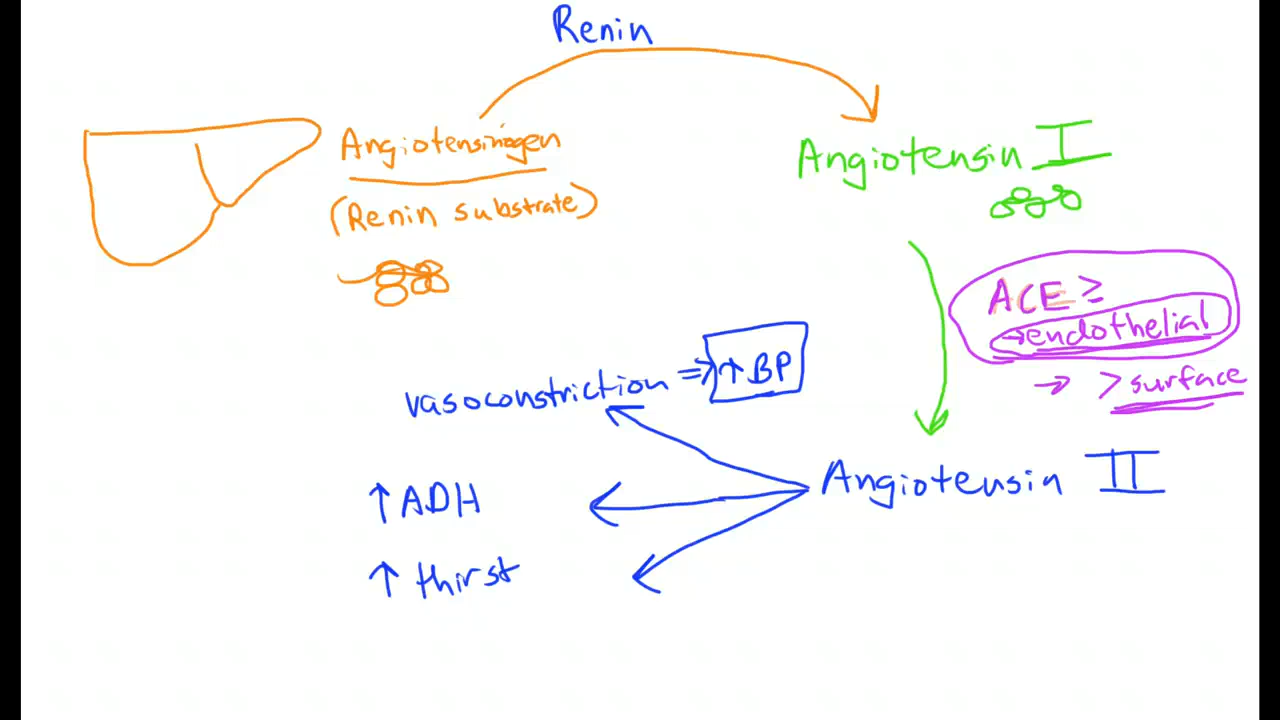 Renin
Angiotensinogen
(Renin substrate)
Angiotensin I
ACE ≥
→ endothelial
→ > surface
vasoconstriction ⇒ ↑ BP
Angiotensin II
↑ ADH
↑ thirst